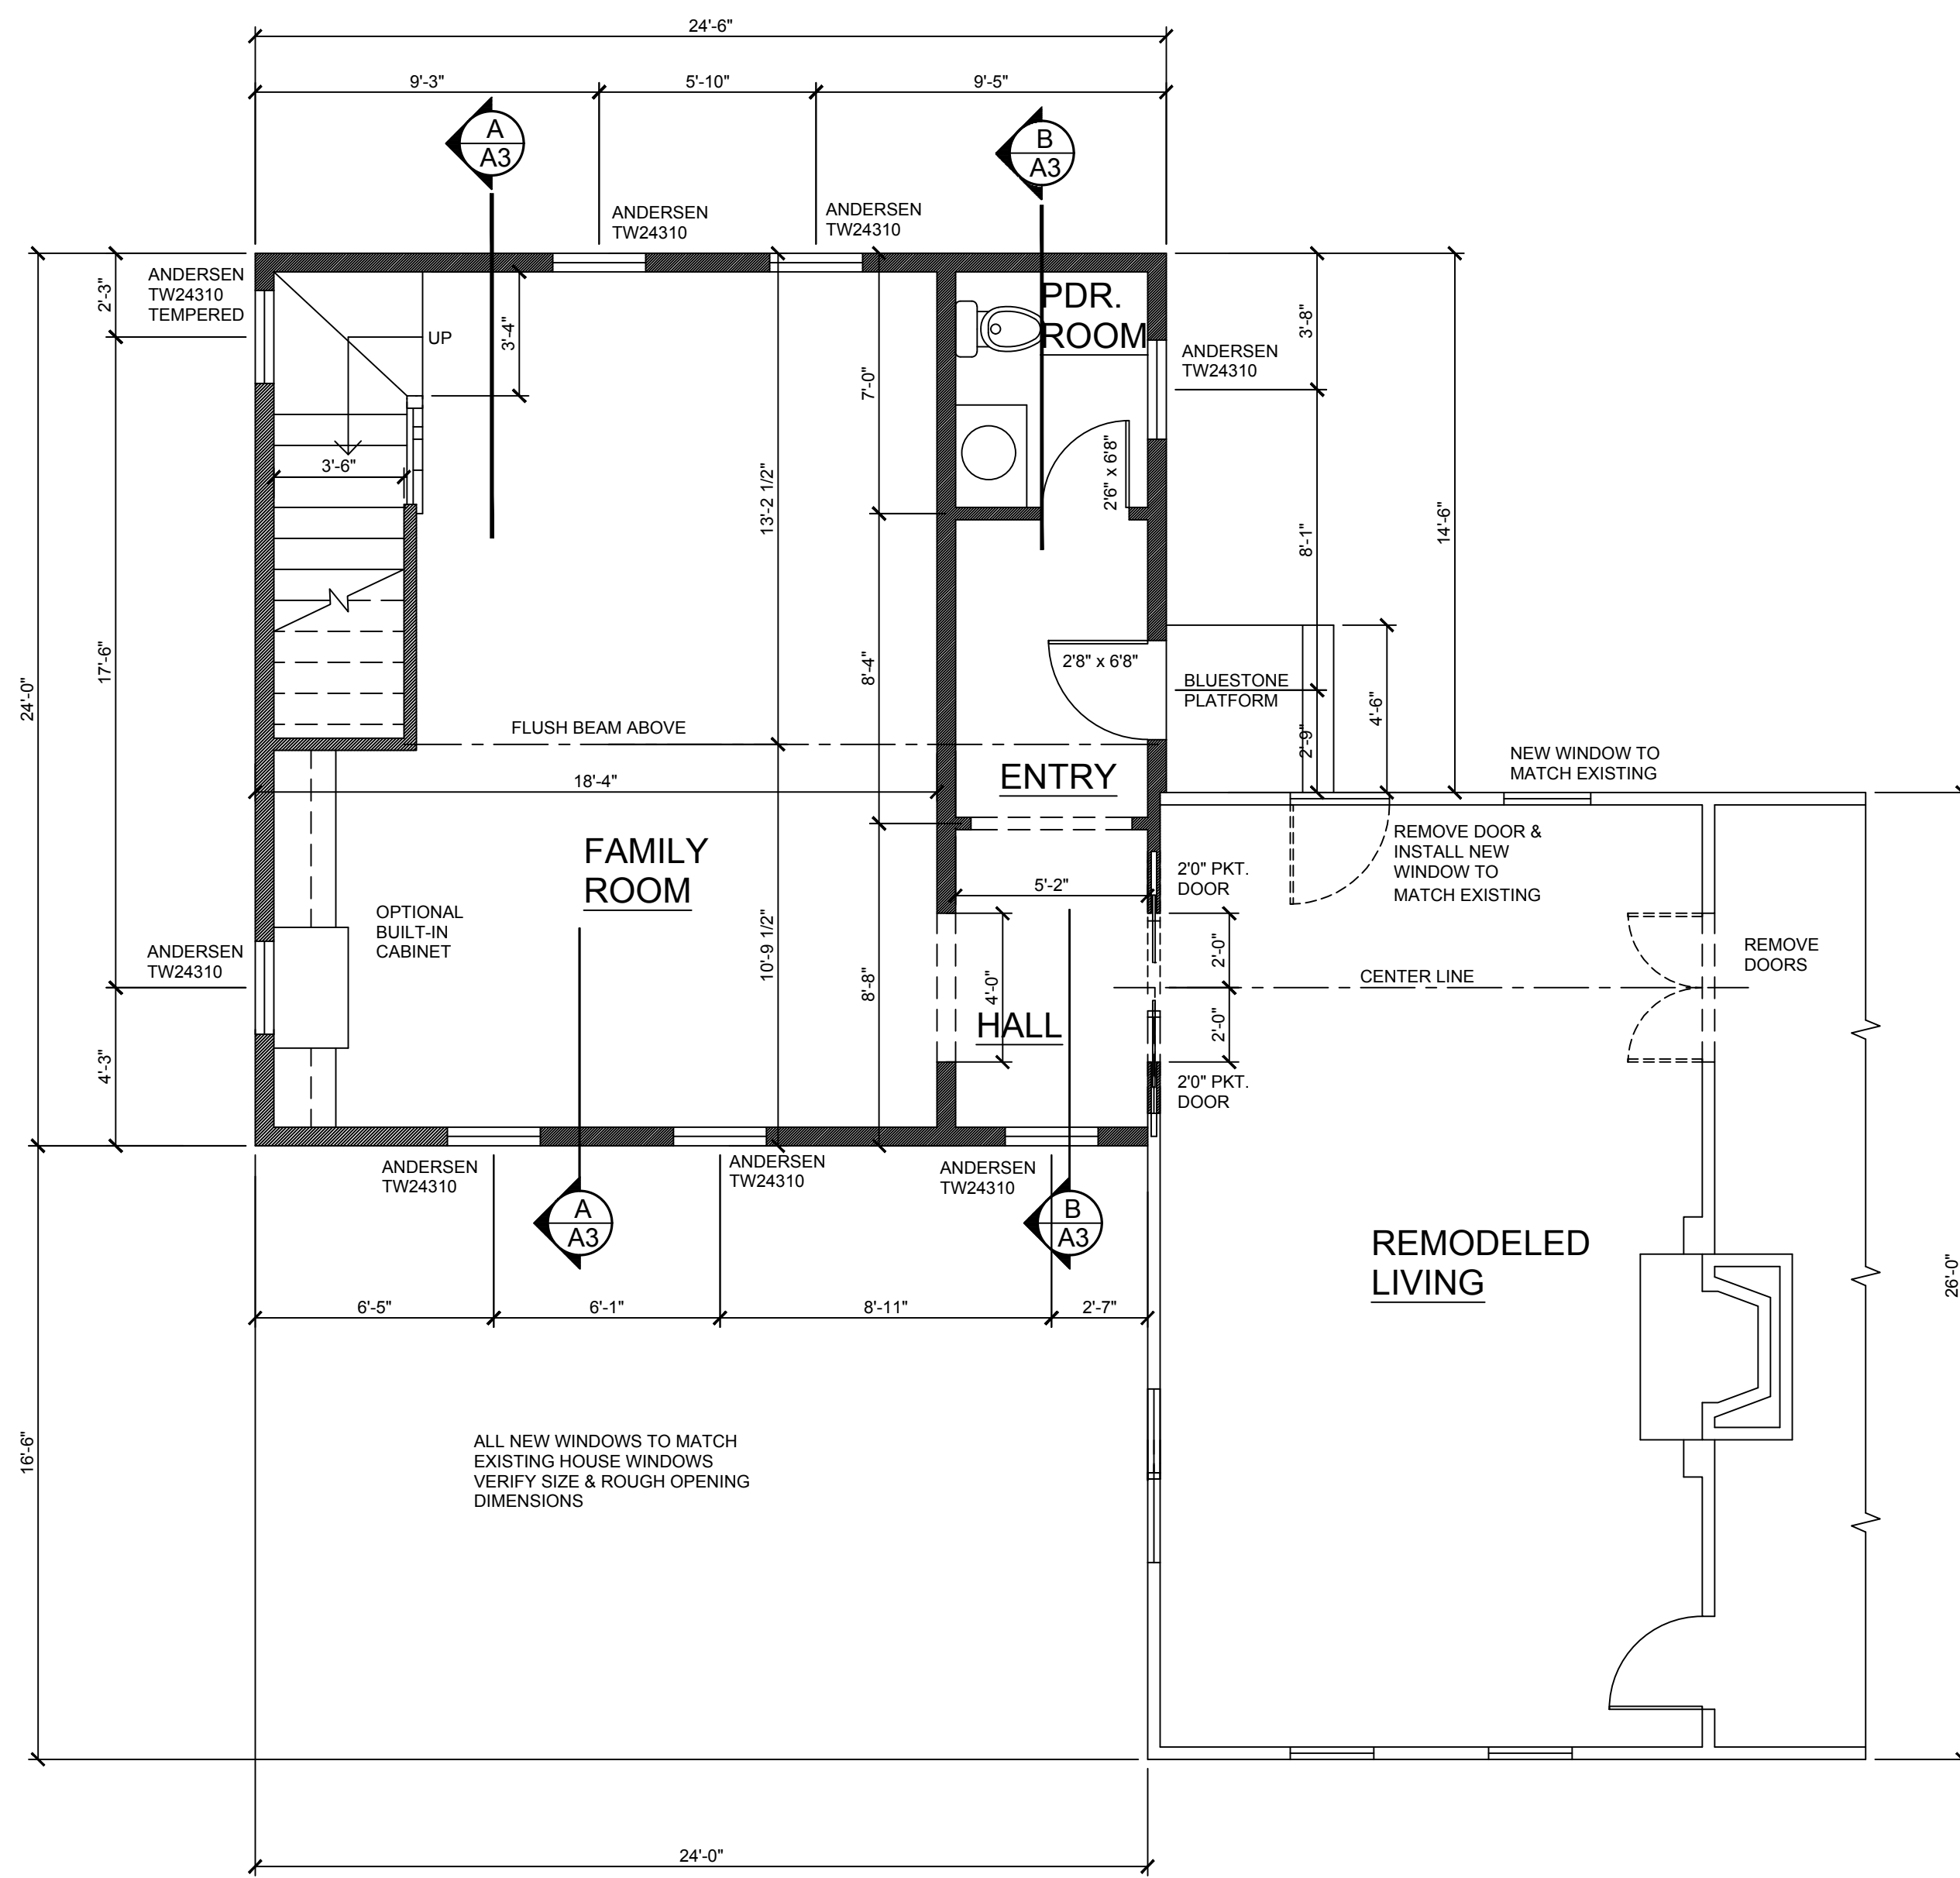 24'-6"
9'-3"
5'-10"
9'-5"
A
A3
B
A3
ANDERSEN
TW24310
ANDERSEN
TW24310
ANDERSEN
TW24310
TEMPERED
2'-3"
UP
3'-4"
PDR.
ROOM
3'-8"
ANDERSEN
TW24310
7'-0"
3'-6"
13'-2 1/2"
2'6" x 6'8"
8'-1"
14'-6"
17'-6"
24'-0"
8'-4"
2'8" x 6'8"
BLUESTONE
PLATFORM
4'-6"
2'-9"
FLUSH BEAM ABOVE
NEW WINDOW TO
MATCH EXISTING
18'-4"
ENTRY
FAMILY
ROOM
REMOVE DOOR &
INSTALL NEW
WINDOW TO
MATCH EXISTING
2'0" PKT.
DOOR
5'-2"
OPTIONAL
BUILT-IN
CABINET
ANDERSEN
TW24310
10'-9 1/2"
8'-8"
4'-0"
2'-0"
CENTER LINE
REMOVE
DOORS
HALL
2'-0"
4'-3"
2'0" PKT.
DOOR
ANDERSEN
TW24310
ANDERSEN
TW24310
ANDERSEN
TW24310
A
A3
B
A3
REMODELED
LIVING
26'-0"
6'-5"
6'-1"
8'-11"
2'-7"
16'-6"
ALL NEW WINDOWS TO MATCH
EXISTING HOUSE WINDOWS
VERIFY SIZE & ROUGH OPENING
DIMENSIONS
24'-0"